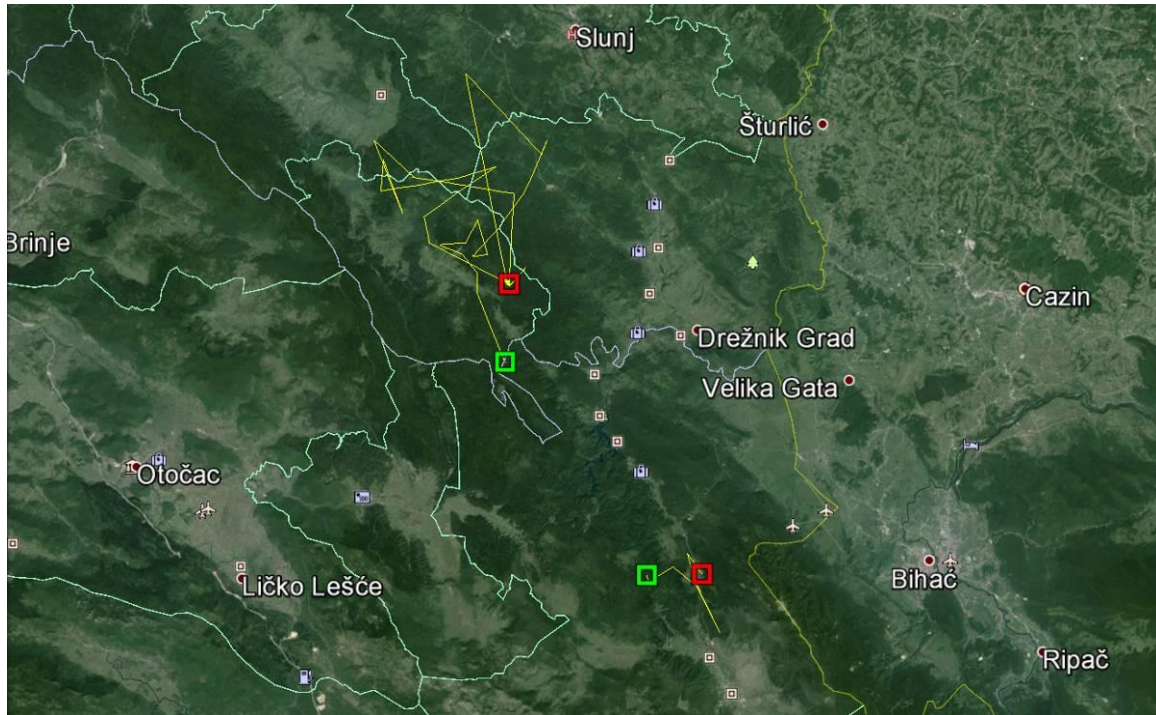 Slunj
Šturlić
Brinje
Cazin
Drežnik Grad
Velika Gata
Otočac
Bihać
Ličko Lešće
Ripač